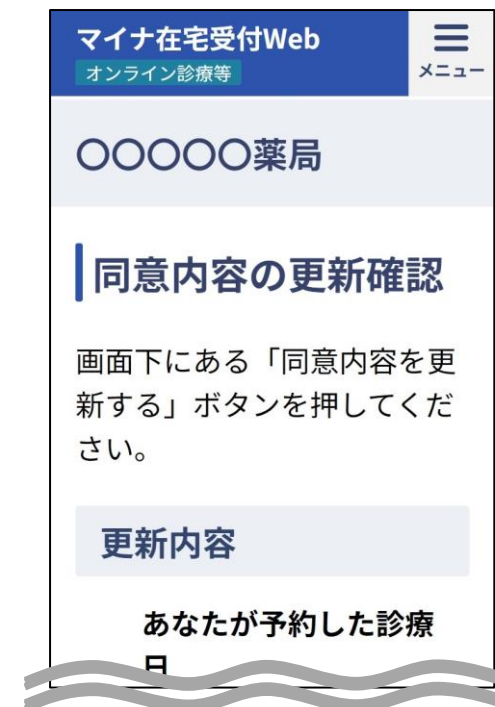 マイナ在宅受付Web
オンライン診療等
メニュー
〇〇〇〇〇薬局
同意内容の更新確認
画面下にある「同意内容を更
新する」ボタンを押してくだ
さい。
更新内容
あなたが予約した診療
日